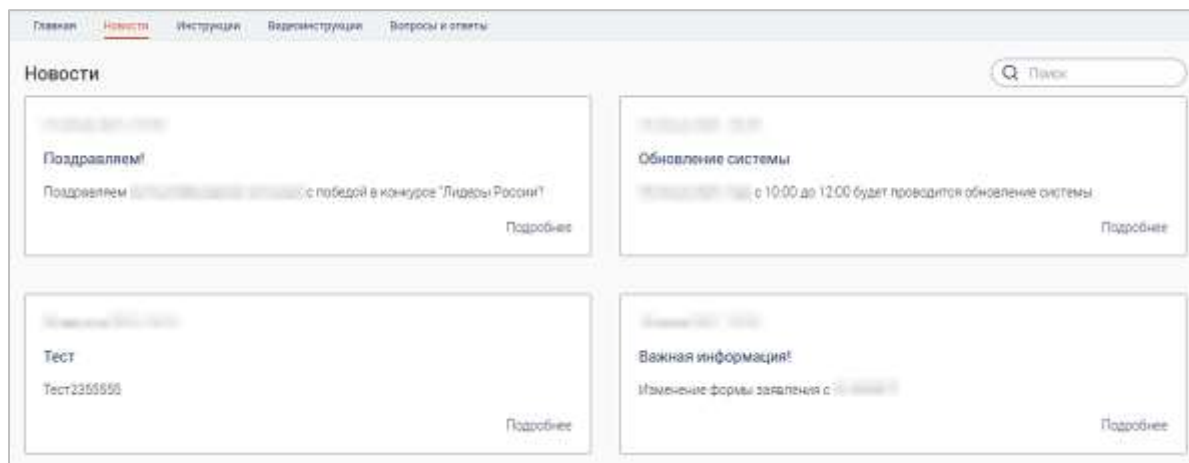 Главная Новости Инструкции Видеоинструкции Вопросы и ответы
Новости
Поиск
Поздравляем!
Поздравляем с победой в конкурсе "Лидеры России"!
Подробнее
Обновление системы
с 10:00 до 12:00 будет проводится обновление системы
Подробнее
Тест
Тест2355555
Подробнее
Важная информация!
Изменение формы заявления с
Подробнее